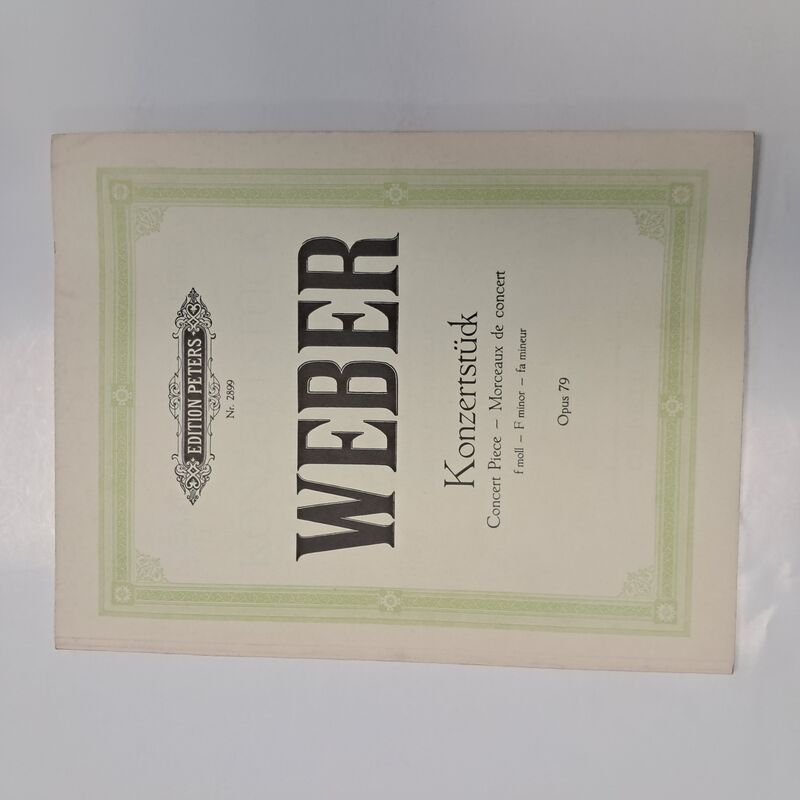 EDITION PETERS
Nr. 2899
WEBER
Konzertstück
Concert Piece – Morceaux de concert
f moll – F minor – fa mineur
Opus 79